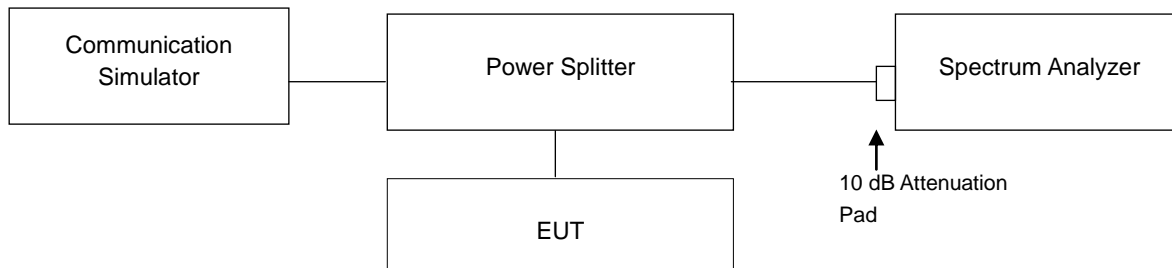 Communication
Simulator
Power Splitter
Spectrum Analyzer
10 dB Attenuation
Pad
EUT